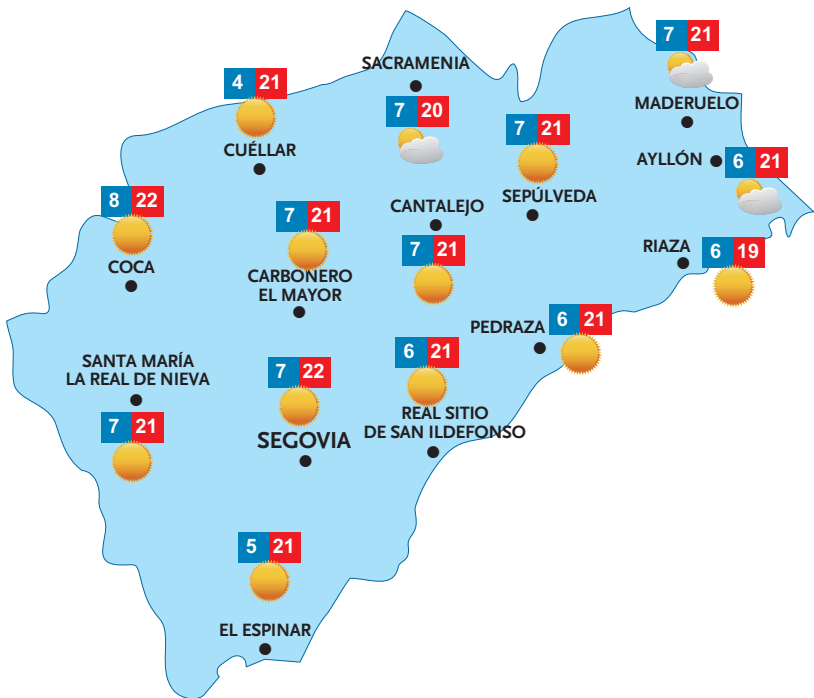 7 21
MADERUELO
SACRAMENIA
7 20
4 21
CUÉLLAR
7 21
SEPÚLVEDA
AYLLÓN
6 21
8 22
COCA
7 21
CARBONERO
EL MAYOR
CANTALEJO
7 21
RIAZA
6 19
PEDRAZA
6 21
SANTA MARÍA
LA REAL DE NIEVA
7 21
7 22
SEGOVIA
6 21
REAL SITIO
DE SAN ILDEFONSO
5 21
EL ESPINAR